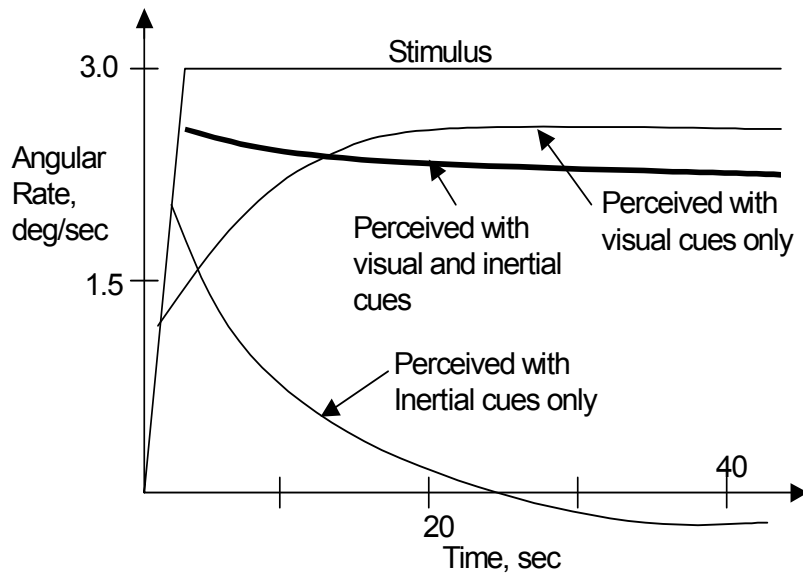 Stimulus
3.0
Angular
Rate,
deg/sec
1.5
Perceived with
visual and inertial
cues
Perceived with
visual cues only
Perceived with
Inertial cues only
40
20
Time, sec